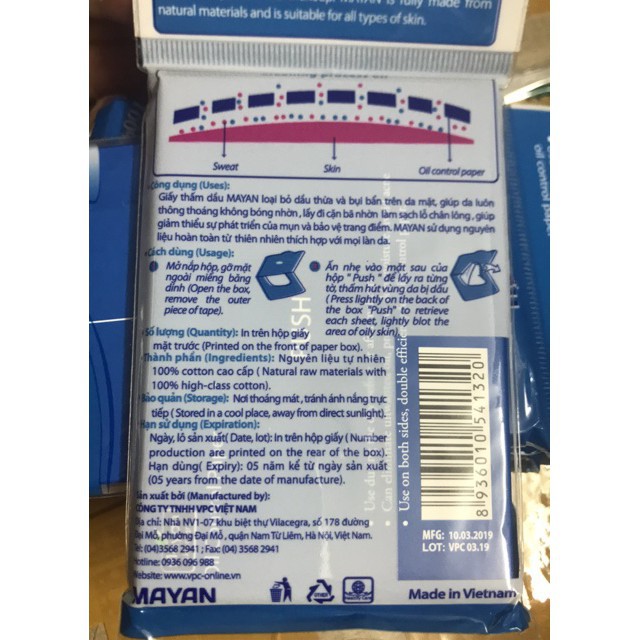 natural materials and is suitable for all types of skin.
Sweat
Skin
Oil control paper
Công dụng (Uses):
Giấy thấm dầu MAYAN loại bỏ dầu thừa và bụi bẩn trên da mặt, giúp da luôn
thông thoáng không bóng nhờn, lấy đi cặn bã nhờn làm sạch lỗ chân lông, giúp
giảm thiểu sự phát triển của mụn và bảo vệ trang điểm. MAYAN sử dụng nguyên
liệu hoàn toàn từ thiên nhiên thích hợp với mọi làn da.
Cách dùng (Usage):
Mở nắp hộp, gỡ mặt
ngoài miếng băng
dính (Open the box,
remove the outer
piece of tape).
Ấn nhẹ vào mặt sau của
hộp " Push " để lấy ra từng
tờ, thấm hút vùng da bị dầu
( Press lightly on the back of
the box "Push" to retrieve
each sheet, lightly blot the
area of oily skin).
Số lượng (Quantity): In trên hộp giấy
mặt trước (Printed on the front of paper box).
Thành phần (Ingredients): Nguyên liệu tự nhiên
100% cotton cao cấp ( Natural raw materials with
100% high-class cotton).
Bảo quản (Storage): Nơi thoáng mát, tránh ánh nắng trực
tiếp ( Stored in a cool place, away from direct sunlight).
Hạn sử dụng (Expiration):
Ngày, lô sản xuất( Date, lot): In trên hộp giấy ( Number
production are printed on the rear of the box).
Hạn dùng( Expiry): 05 năm kể từ ngày sản xuất
(05 years from the date of manufacture).
Sản xuất bởi (Manufactured by):
CÔNG TY TNHH VPC VIỆT NAM
Địa chỉ: Nhà NV1-07 khu biệt thự Vilacegra, số 178 đường
Đại Mỗ, phường Đại Mỗ , quận Nam Từ Liêm, Hà Nội, Việt Nam.
Tel: (04)3568 2941 ; Fax: (04) 3568 2941
Hotline: 0936 096 988
Website: www.vpc-online.vn
MAYAN
Use on both sides, double effici
8936010541320
MFG: 10.03.2019
LOT: VPC 03.19
Made in Vietnam